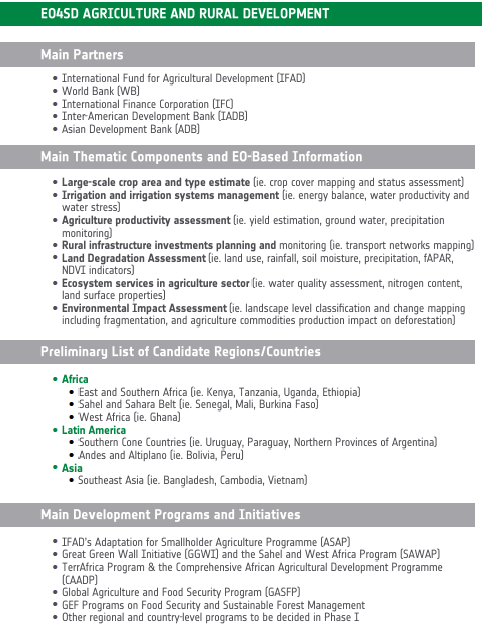 EO4SD AGRICULTURE AND RURAL DEVELOPMENT
Main Partners
• International Fund for Agricultural Development (IFAD)
• World Bank (WB)
• International Finance Corporation (IFC)
• Inter-American Development Bank (IADB)
• Asian Development Bank (ADB)
Main Thematic Components and EO-Based Information
• Large-scale crop area and type estimate (ie. crop cover mapping and status assessment)
• Irrigation and irrigation systems management (ie. energy balance, water productivity and
water stress)
• Agriculture productivity assessment (ie. yield estimation, ground water, precipitation
monitoring)
• Rural infrastructure investments planning and monitoring (ie. transport networks mapping)
• Land Degradation Assessment (ie. land use, rainfall, soil moisture, precipitation, fAPAR,
NDVI indicators)
• Ecosystem services in agriculture sector (ie. water quality assessment, nitrogen content,
land surface properties)
• Environmental Impact Assessment (ie. landscape level classification and change mapping
including fragmentation, and agriculture commodities production impact on deforestation)
Preliminary List of Candidate Regions/Countries
• Africa
• East and Southern Africa (ie. Kenya, Tanzania, Uganda, Ethiopia)
• Sahel and Sahara Belt (ie. Senegal, Mali, Burkina Faso)
• West Africa (ie. Ghana)
• Latin America
• Southern Cone Countries (ie. Uruguay, Paraguay, Northern Provinces of Argentina)
• Andes and Altiplano (ie. Bolivia, Peru)
• Asia
• Southeast Asia (ie. Bangladesh, Cambodia, Vietnam)
Main Development Programs and Initiatives
• IFAD's Adaptation for Smallholder Agriculture Programme (ASAP)
• Great Green Wall Initiative (GGWI) and the Sahel and West Africa Program (SAWAP)
• TerrAfrica Program & the Comprehensive African Agricultural Development Programme
(CAADP)
• Global Agriculture and Food Security Program (GASFP)
• GEF Programs on Food Security and Sustainable Forest Management
• Other regional and country-level programs to be decided in Phase I